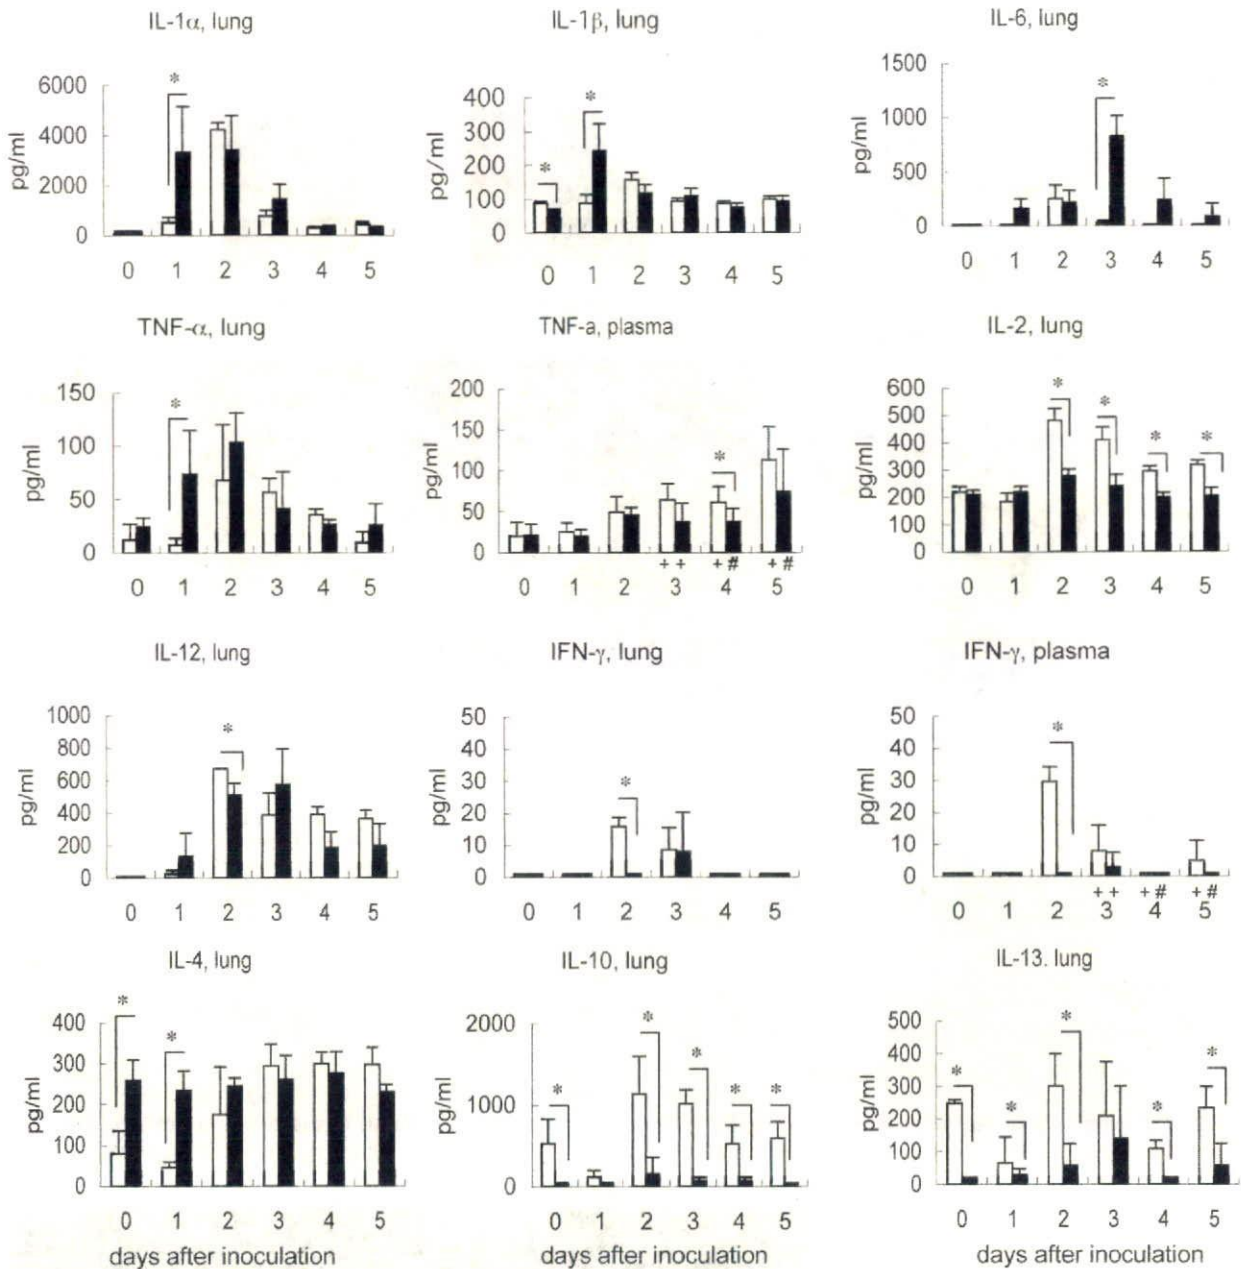 IL-1α, lung
6000
4000
2000
0
pg/ml
*
0 1 2 3 4 5
IL-1β, lung
400
300
200
100
0
pg/ml
* *
0 1 2 3 4 5
IL-6, lung
1500
1000
500
0
pg/ml
*
0 1 2 3 4 5
TNF-α, lung
150
100
50
0
pg/ml
*
0 1 2 3 4 5
TNF-a, plasma
200
150
100
50
0
pg/ml
*
+ + + # + #
0 1 2 3 4 5
IL-2, lung
600
500
400
300
200
100
0
pg/ml
* * * *
0 1 2 3 4 5
IL-12, lung
1000
800
600
400
200
0
pg/ml
*
0 1 2 3 4 5
IFN-γ, lung
50
40
30
20
10
0
pg/ml
*
0 1 2 3 4 5
IFN-γ, plasma
50
40
30
20
10
0
pg/ml
*
+ + + # + #
0 1 2 3 4 5
IL-4, lung
400
300
200
100
0
pg/ml
* *
0 1 2 3 4 5
days after inoculation
IL-10, lung
2000
1000
0
pg/ml
* * * * *
0 1 2 3 4 5
days after inoculation
IL-13. lung
500
400
300
200
100
0
pg/ml
* * * * *
0 1 2 3 4 5
days after inoculation